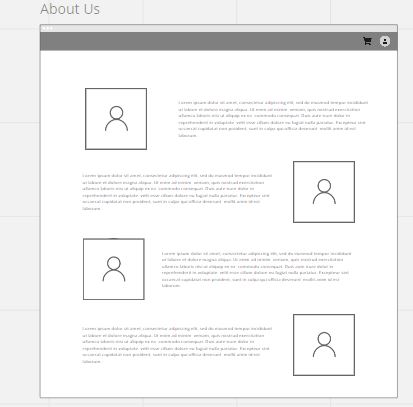 About Us
Lorem ipsum dolor sit amet, consectetur adipiscing elit, sed do eiusmod tempor incididunt
ut labore et dolore magna aliqua. Ut enim ad minim veniam, quis nostrud exercitation
ullamco laboris nisi ut aliquip ex ea commodo consequat. Duis aute irure dolor in
reprehenderit in voluptate velit esse cillum dolore eu fugiat nulla pariatur. Excepteur sint
occaecat cupidatat non proident, sunt in culpa qui officia deserunt mollit anim id est
laborum.
Lorem ipsum dolor sit amet, consectetur adipiscing elit, sed do eiusmod tempor incididunt
ut labore et dolore magna aliqua. Ut enim ad minim veniam, quis nostrud exercitation
ullamco laboris nisi ut aliquip ex ea commodo consequat. Duis aute irure dolor in
reprehenderit in voluptate velit esse cillum dolore eu fugiat nulla pariatur. Excepteur sint
occaecat cupidatat non proident, sunt in culpa qui officia deserunt mollit anim id est
laborum.
Lorem ipsum dolor sit amet, consectetur adipiscing elit, sed do eiusmod tempor incididunt
ut labore et dolore magna aliqua. Ut enim ad minim veniam, quis nostrud exercitation
ullamco laboris nisi ut aliquip ex ea commodo consequat. Duis aute irure dolor in
reprehenderit in voluptate velit esse cillum dolore eu fugiat nulla pariatur. Excepteur sint
occaecat cupidatat non proident, sunt in culpa qui officia deserunt mollit anim id est
laborum.
Lorem ipsum dolor sit amet, consectetur adipiscing elit, sed do eiusmod tempor incididunt
ut labore et dolore magna aliqua. Ut enim ad minim veniam, quis nostrud exercitation
ullamco laboris nisi ut aliquip ex ea commodo consequat. Duis aute irure dolor in
reprehenderit in voluptate velit esse cillum dolore eu fugiat nulla pariatur. Excepteur sint
occaecat cupidatat non proident, sunt in culpa qui officia deserunt mollit anim id est
laborum.